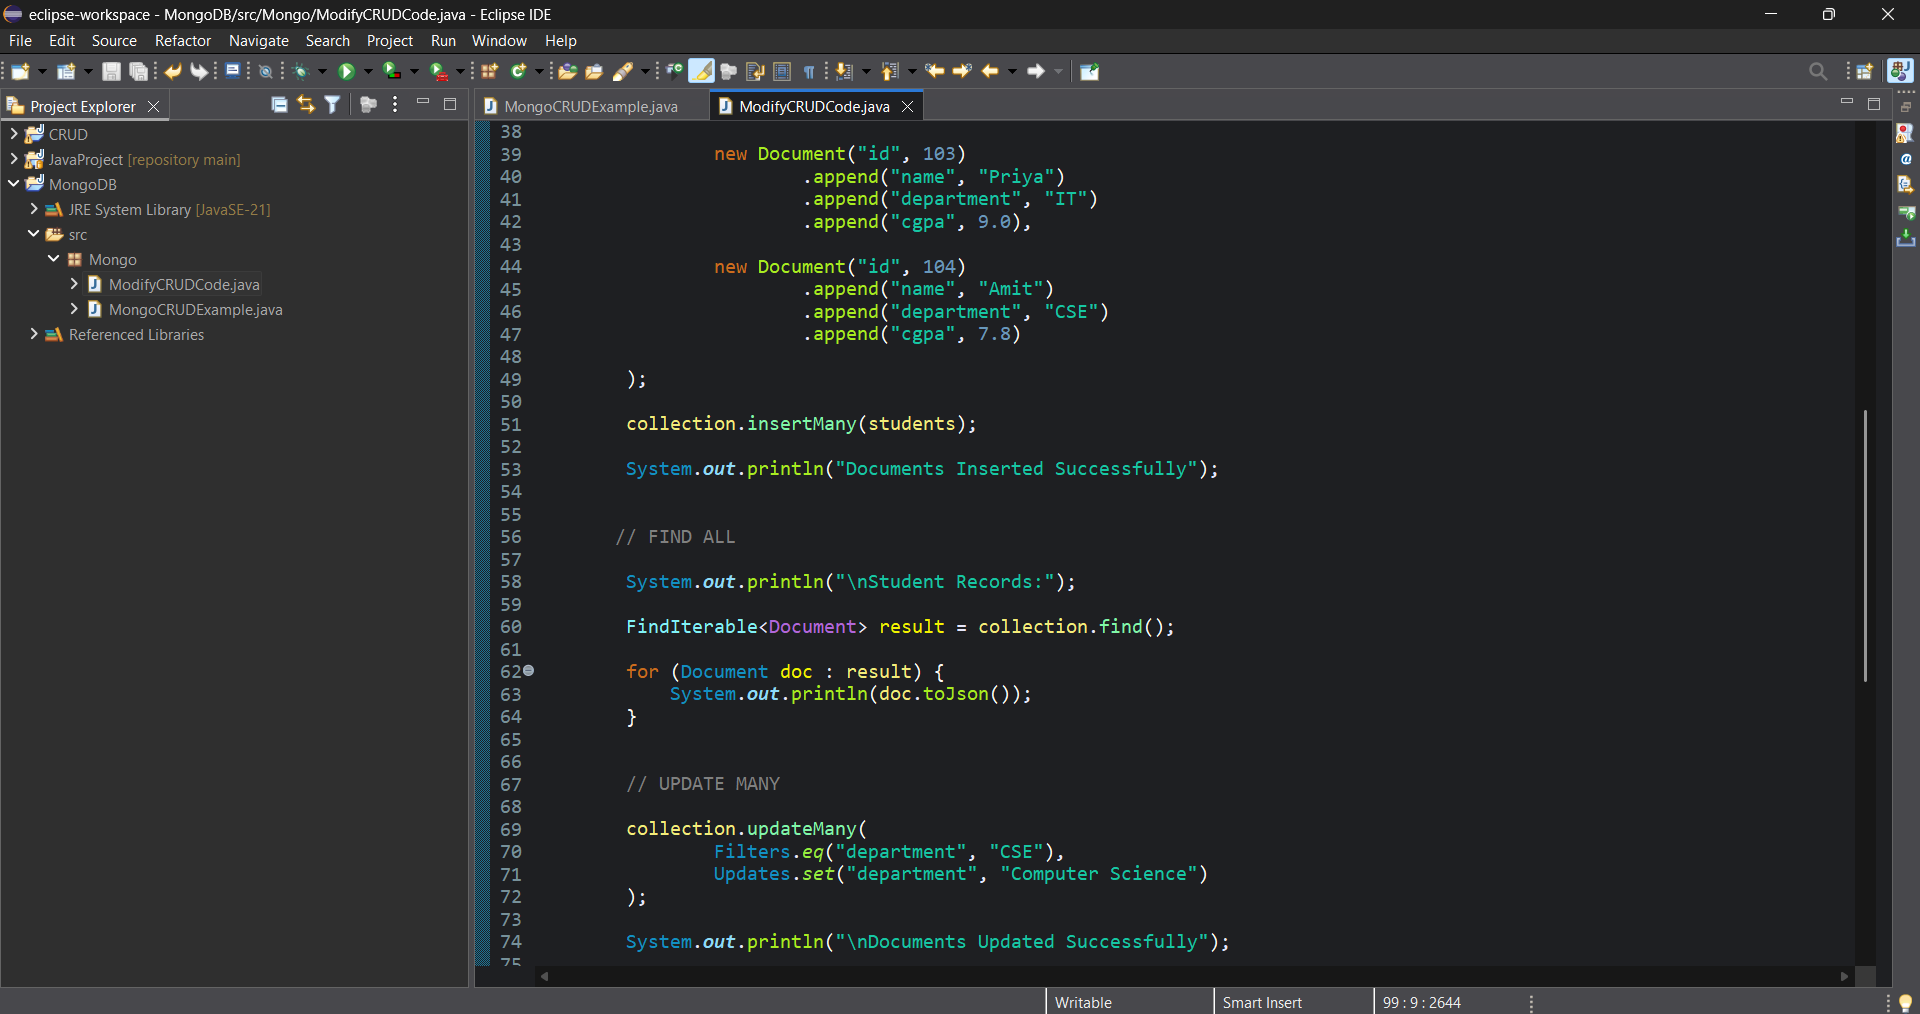 eclipse-workspace - MongoDB/src/Mongo/ModifyCRUDCode.java - Eclipse IDE
File Edit Source Refactor Navigate Search Project Run Window Help
Project Explorer
CRUD
JavaProject [repository main]
MongoDB
JRE System Library [JavaSE-21]
src
Mongo
ModifyCRUDCode.java
MongoCRUDExample.java
Referenced Libraries
MongoCRUDExample.java ModifyCRUDCode.java
38
39 new Document("id", 103)
40 .append("name", "Priya")
41 .append("department", "IT")
42 .append("cgpa", 9.0),
43
44 new Document("id", 104)
45 .append("name", "Amit")
46 .append("department", "CSE")
47 .append("cgpa", 7.8)
48
49 );
50
51 collection.insertMany(students);
52
53 System.out.println("Documents Inserted Successfully");
54
55
56 // FIND ALL
57
58 System.out.println("\nStudent Records:");
59
60 FindIterable<Document> result = collection.find();
61
62 for (Document doc : result) {
63 System.out.println(doc.toJson());
64 }
65
66
67 // UPDATE MANY
68
69 collection.updateMany(
70 Filters.eq("department", "CSE"),
71 Updates.set("department", "Computer Science")
72 );
73
74 System.out.println("\nDocuments Updated Successfully");
75
Writable Smart Insert 99 : 9 : 2644